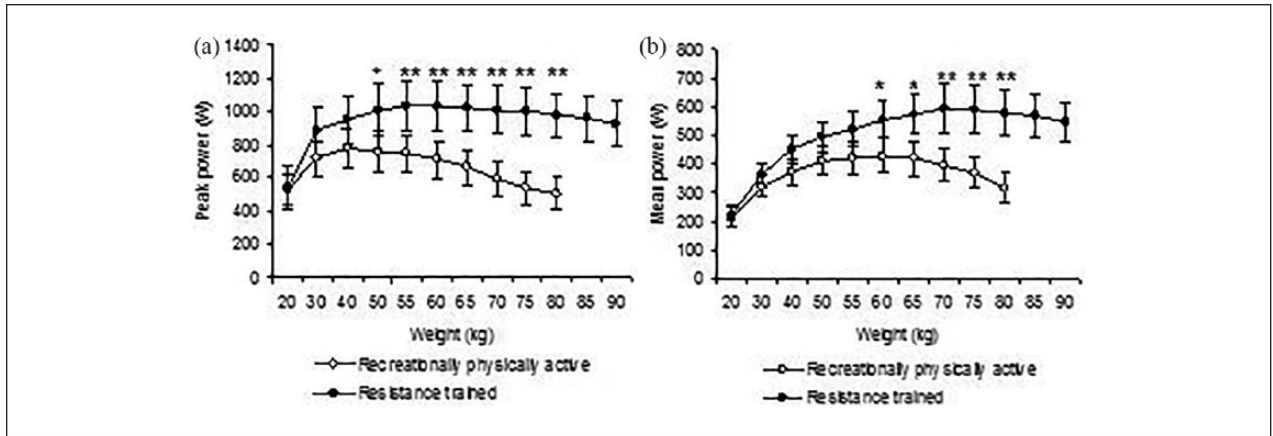 (a)
1400
1200
1000
800
600
400
200
0
Peak power (W)
* ** ** ** ** ** **
20 30 40 50 55 60 65 70 75 80 85 90
Weight (kg)
Recreationally physically active
Resistance trained
(b)
800
700
600
500
400
300
200
100
0
Mean power (W)
* * ** ** **
20 30 40 50 55 60 65 70 75 80 85 90
Weight (kg)
Recreationally physically active
Resistance trained